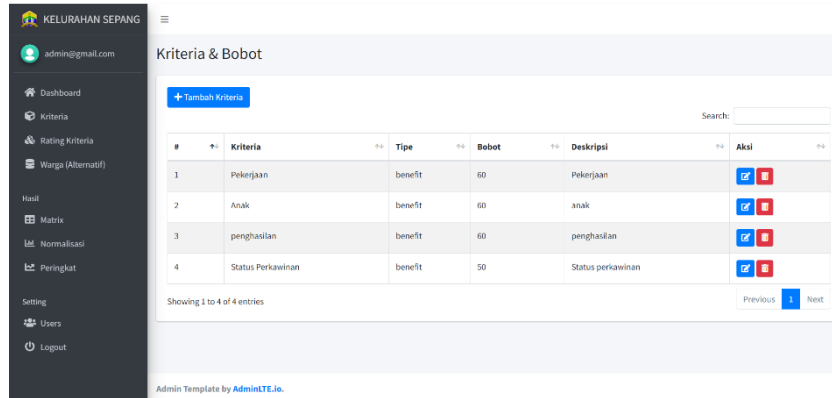 KELURAHAN SEPANG
admin@gmail.com
Dashboard
Kriteria
Rating Kriteria
Warga (Alternatif)
Hasil
Matrix
Normalisasi
Peringkat
Setting
Users
Logout
Kriteria & Bobot
+ Tambah Kriteria
Search:
# Kriteria Tipe Bobot Deskripsi Aksi
1 Pekerjaan benefit 60 Pekerjaan
2 Anak benefit 60 anak
3 penghasilan benefit 60 penghasilan
4 Status Perkawinan benefit 50 Status perkawinan
Showing 1 to 4 of 4 entries
Previous 1 Next
Admin Template by AdminLTE.io.